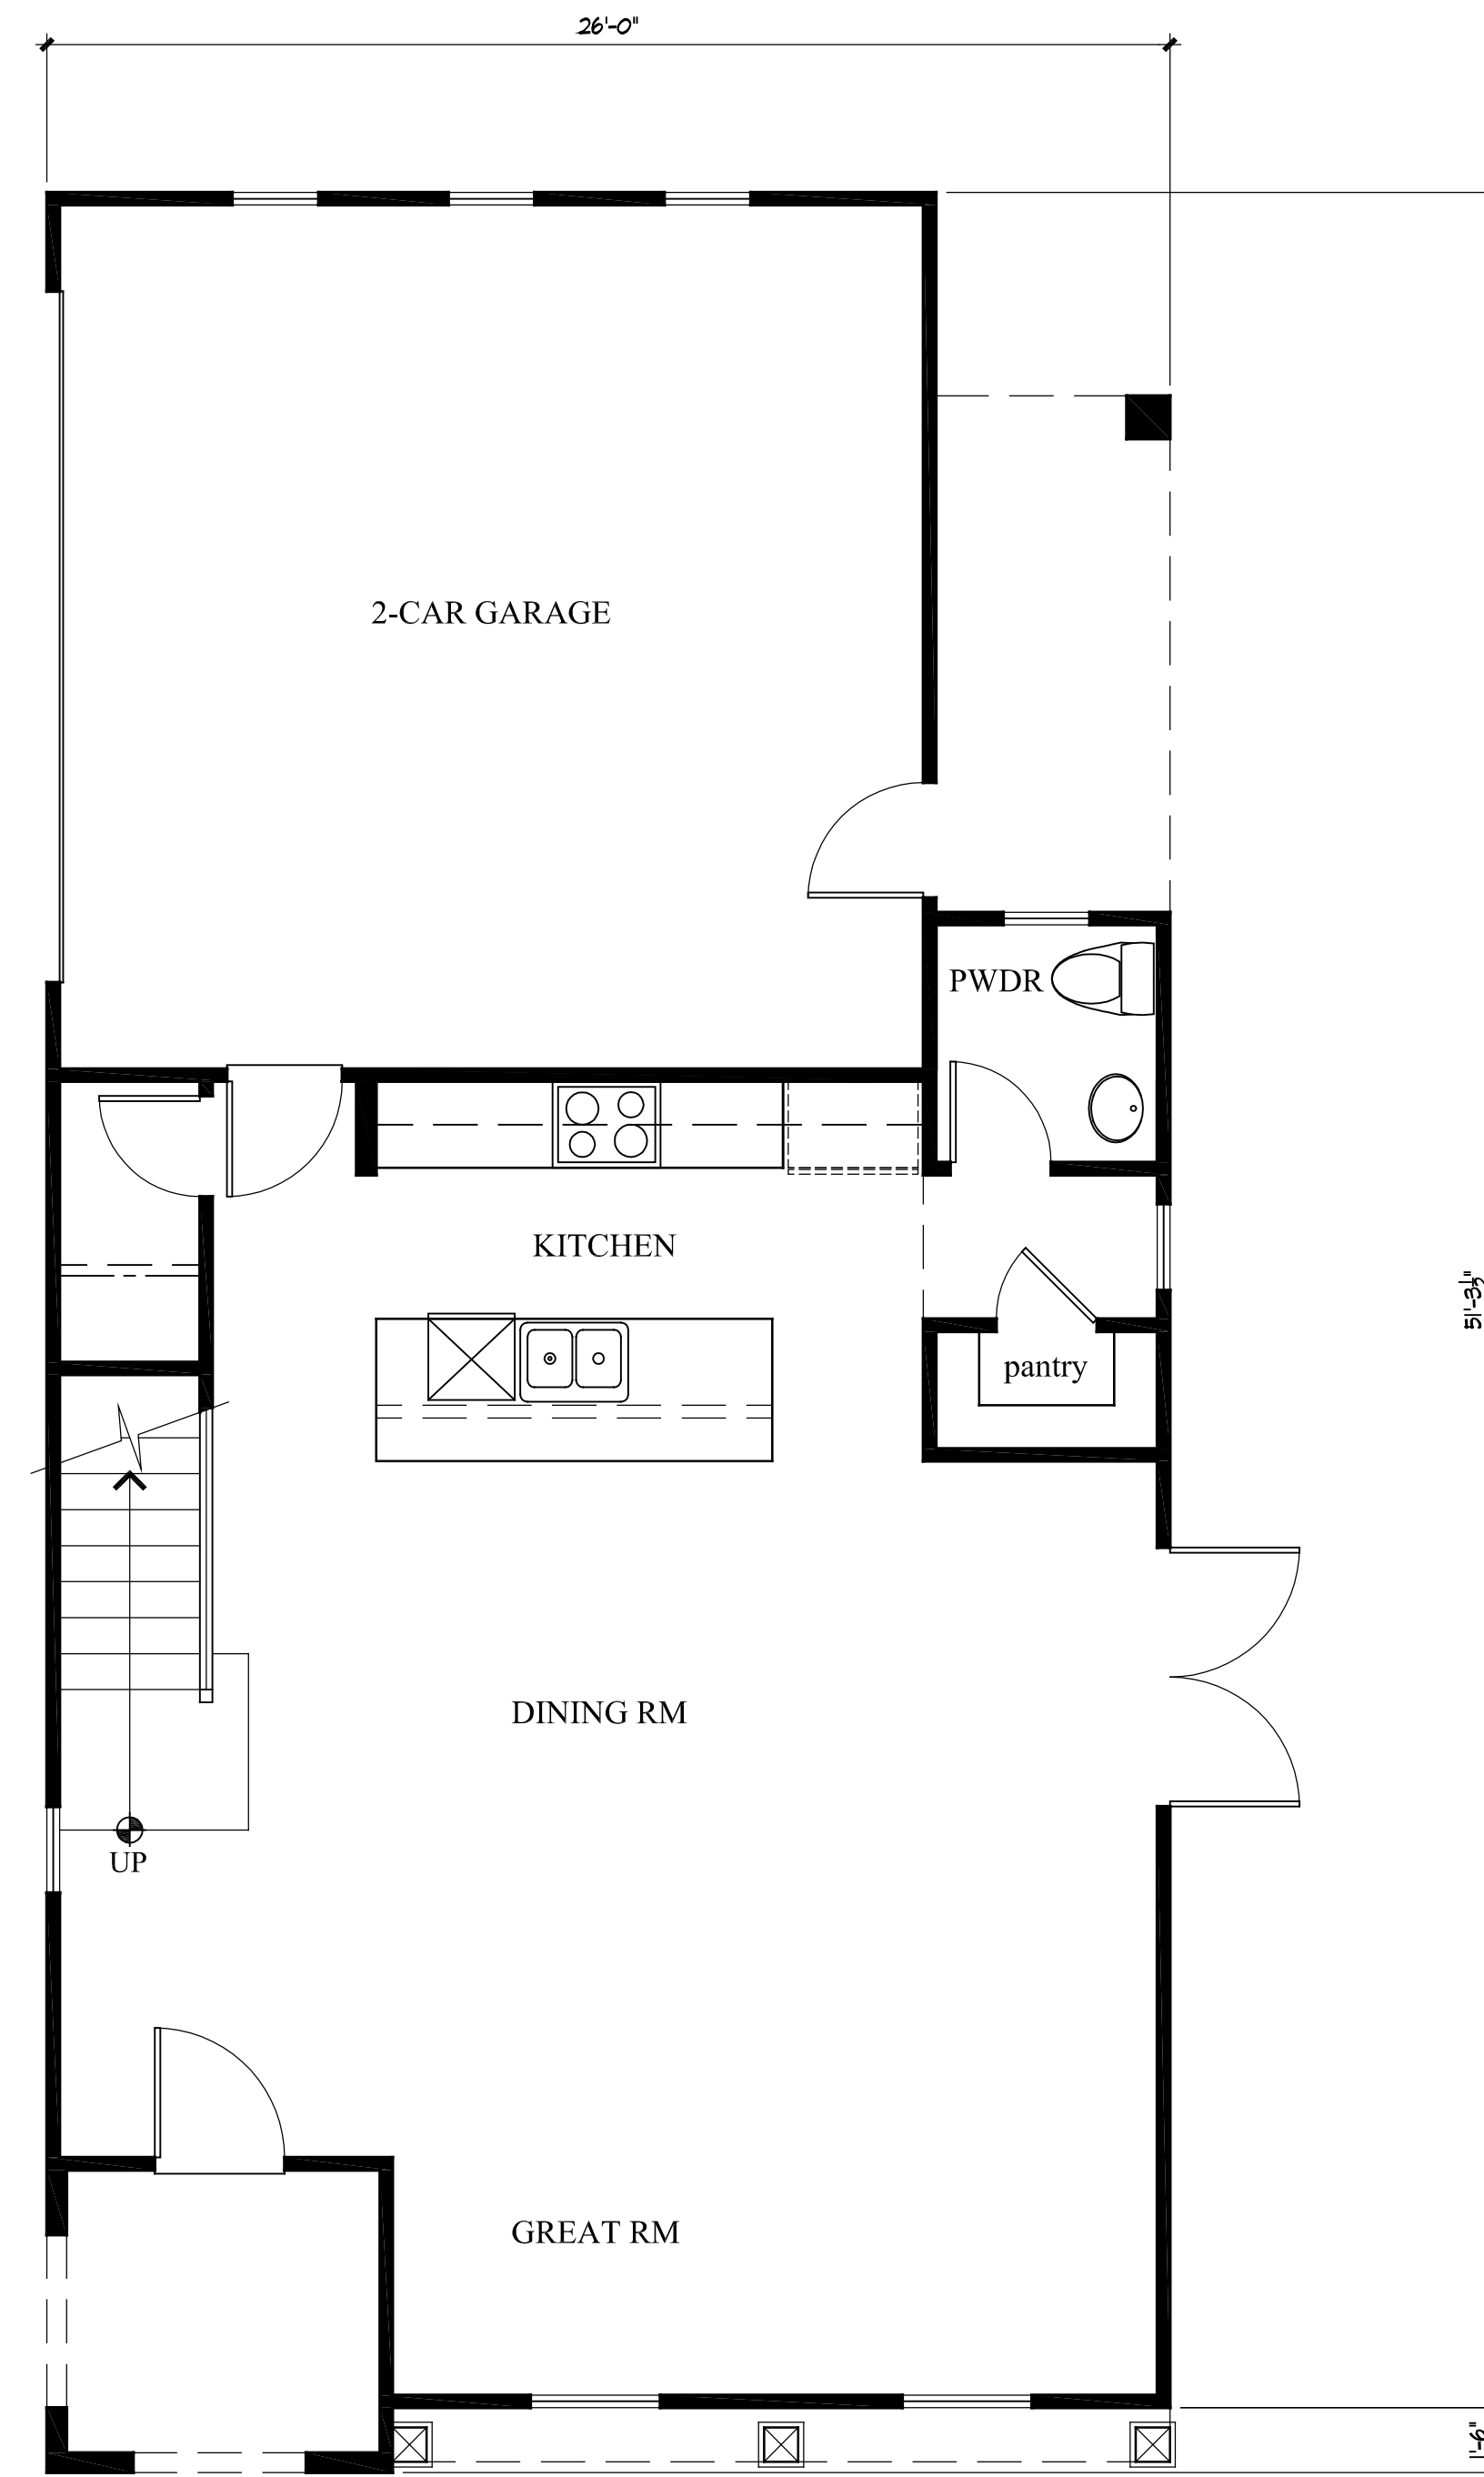 26'-0"
2-CAR GARAGE
PWDR
KITCHEN
51'-3½"
pantry
DINING RM
UP
GREAT RM
1'-6"